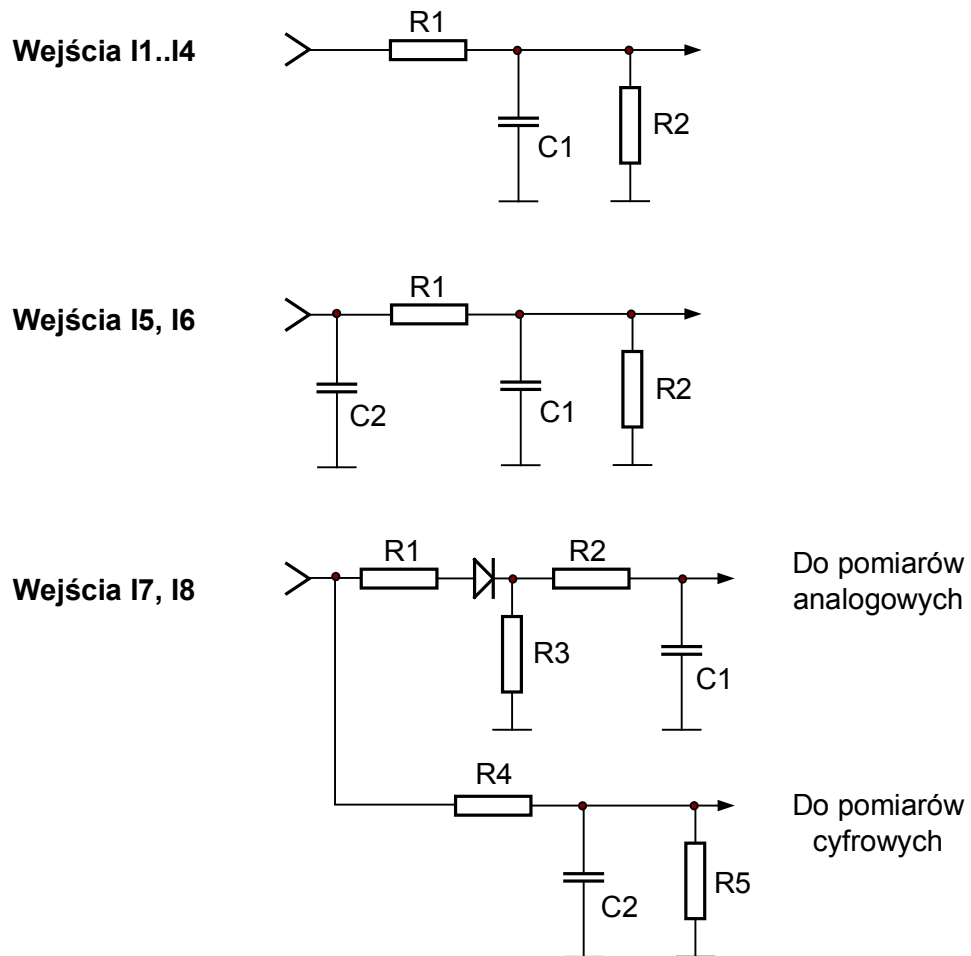 R1
Wejścia I1..I4
C1
R2
R1
Wejścia I5, I6
C2
C1
R2
R1
R2
Do pomiarów
analogowych
Wejścia I7, I8
R3
C1
R4
Do pomiarów
cyfrowych
C2
R5